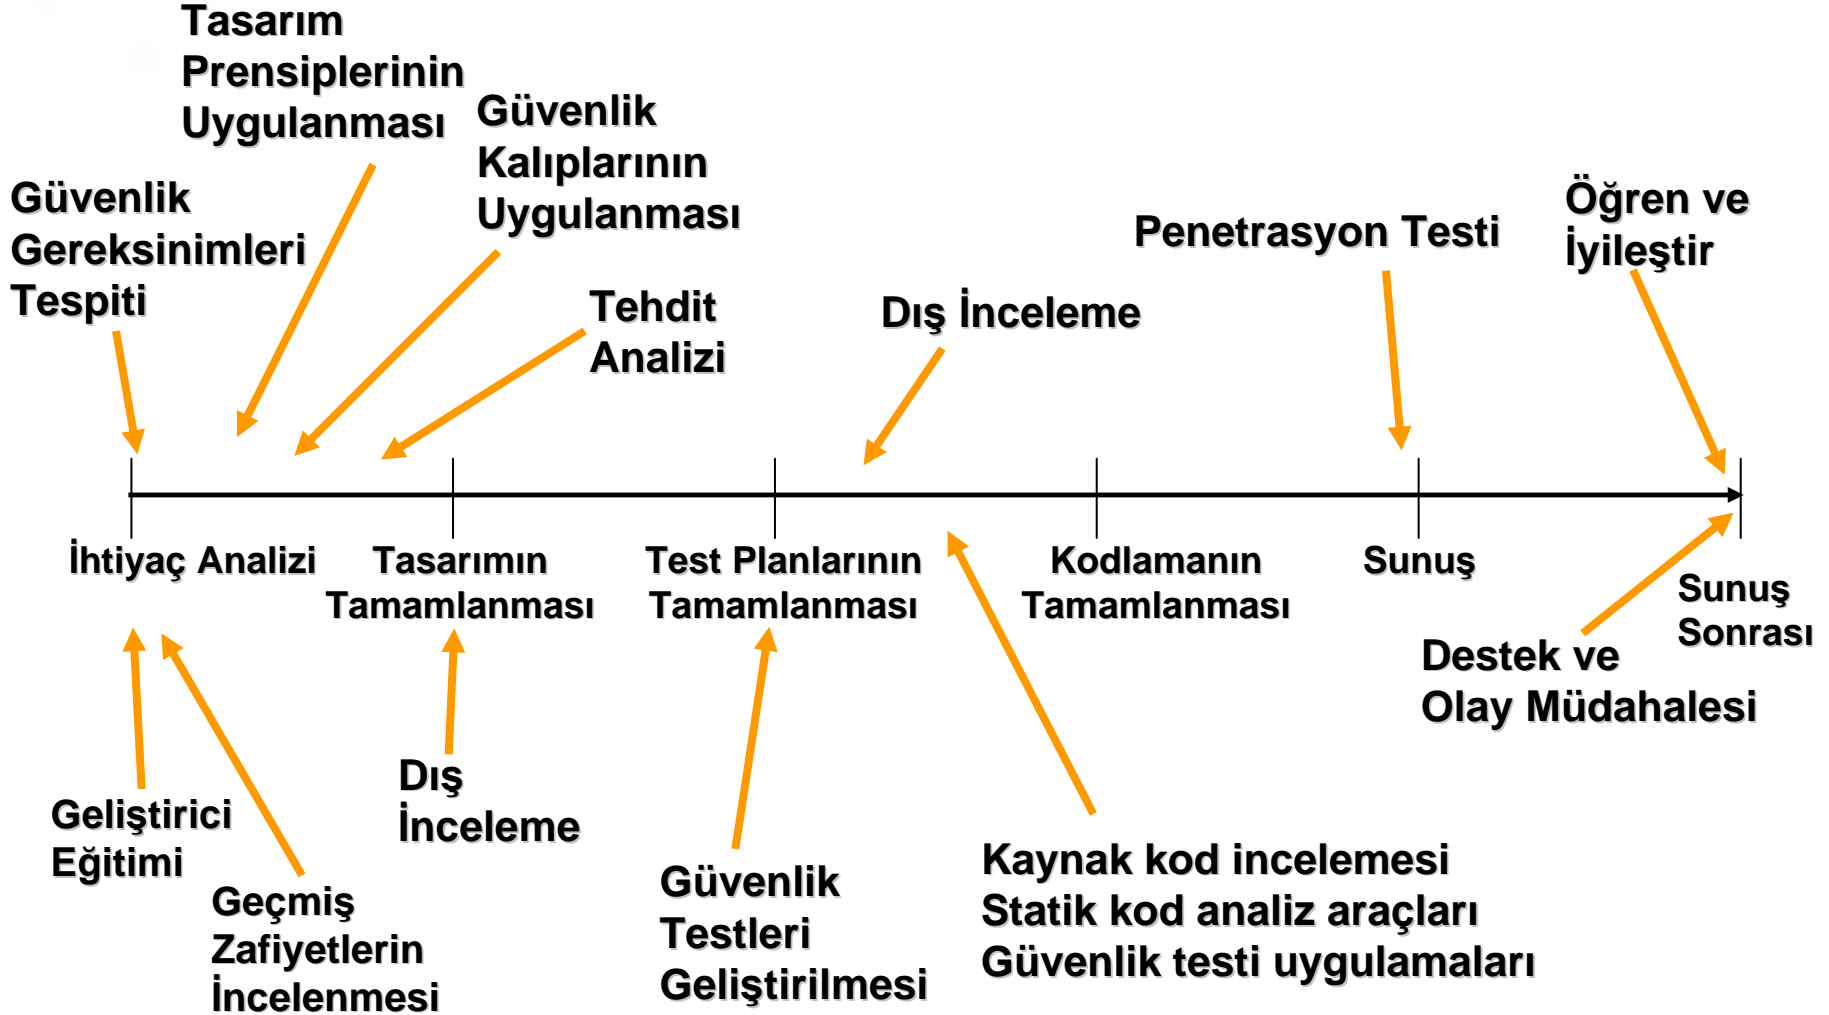 Tasarım
Prensiplerinin
Uygulanması
Güvenlik
Kalıplarının
Uygulanması
Güvenlik
Gereksinimleri
Tespiti
Tehdit
Analizi
Dış İnceleme
Penetrasyon Testi
Öğren ve
İyileştir
İhtiyaç Analizi
Tasarımın
Tamamlanması
Test Planlarının
Tamamlanması
Kodlamanın
Tamamlanması
Sunuş
Sunuş
Sonrası
Destek ve
Olay Müdahalesi
Geliştirici
Eğitimi
Geçmiş
Zafiyetlerin
İncelenmesi
Dış
İnceleme
Güvenlik
Testleri
Geliştirilmesi
Kaynak kod incelemesi
Statik kod analiz araçları
Güvenlik testi uygulamaları